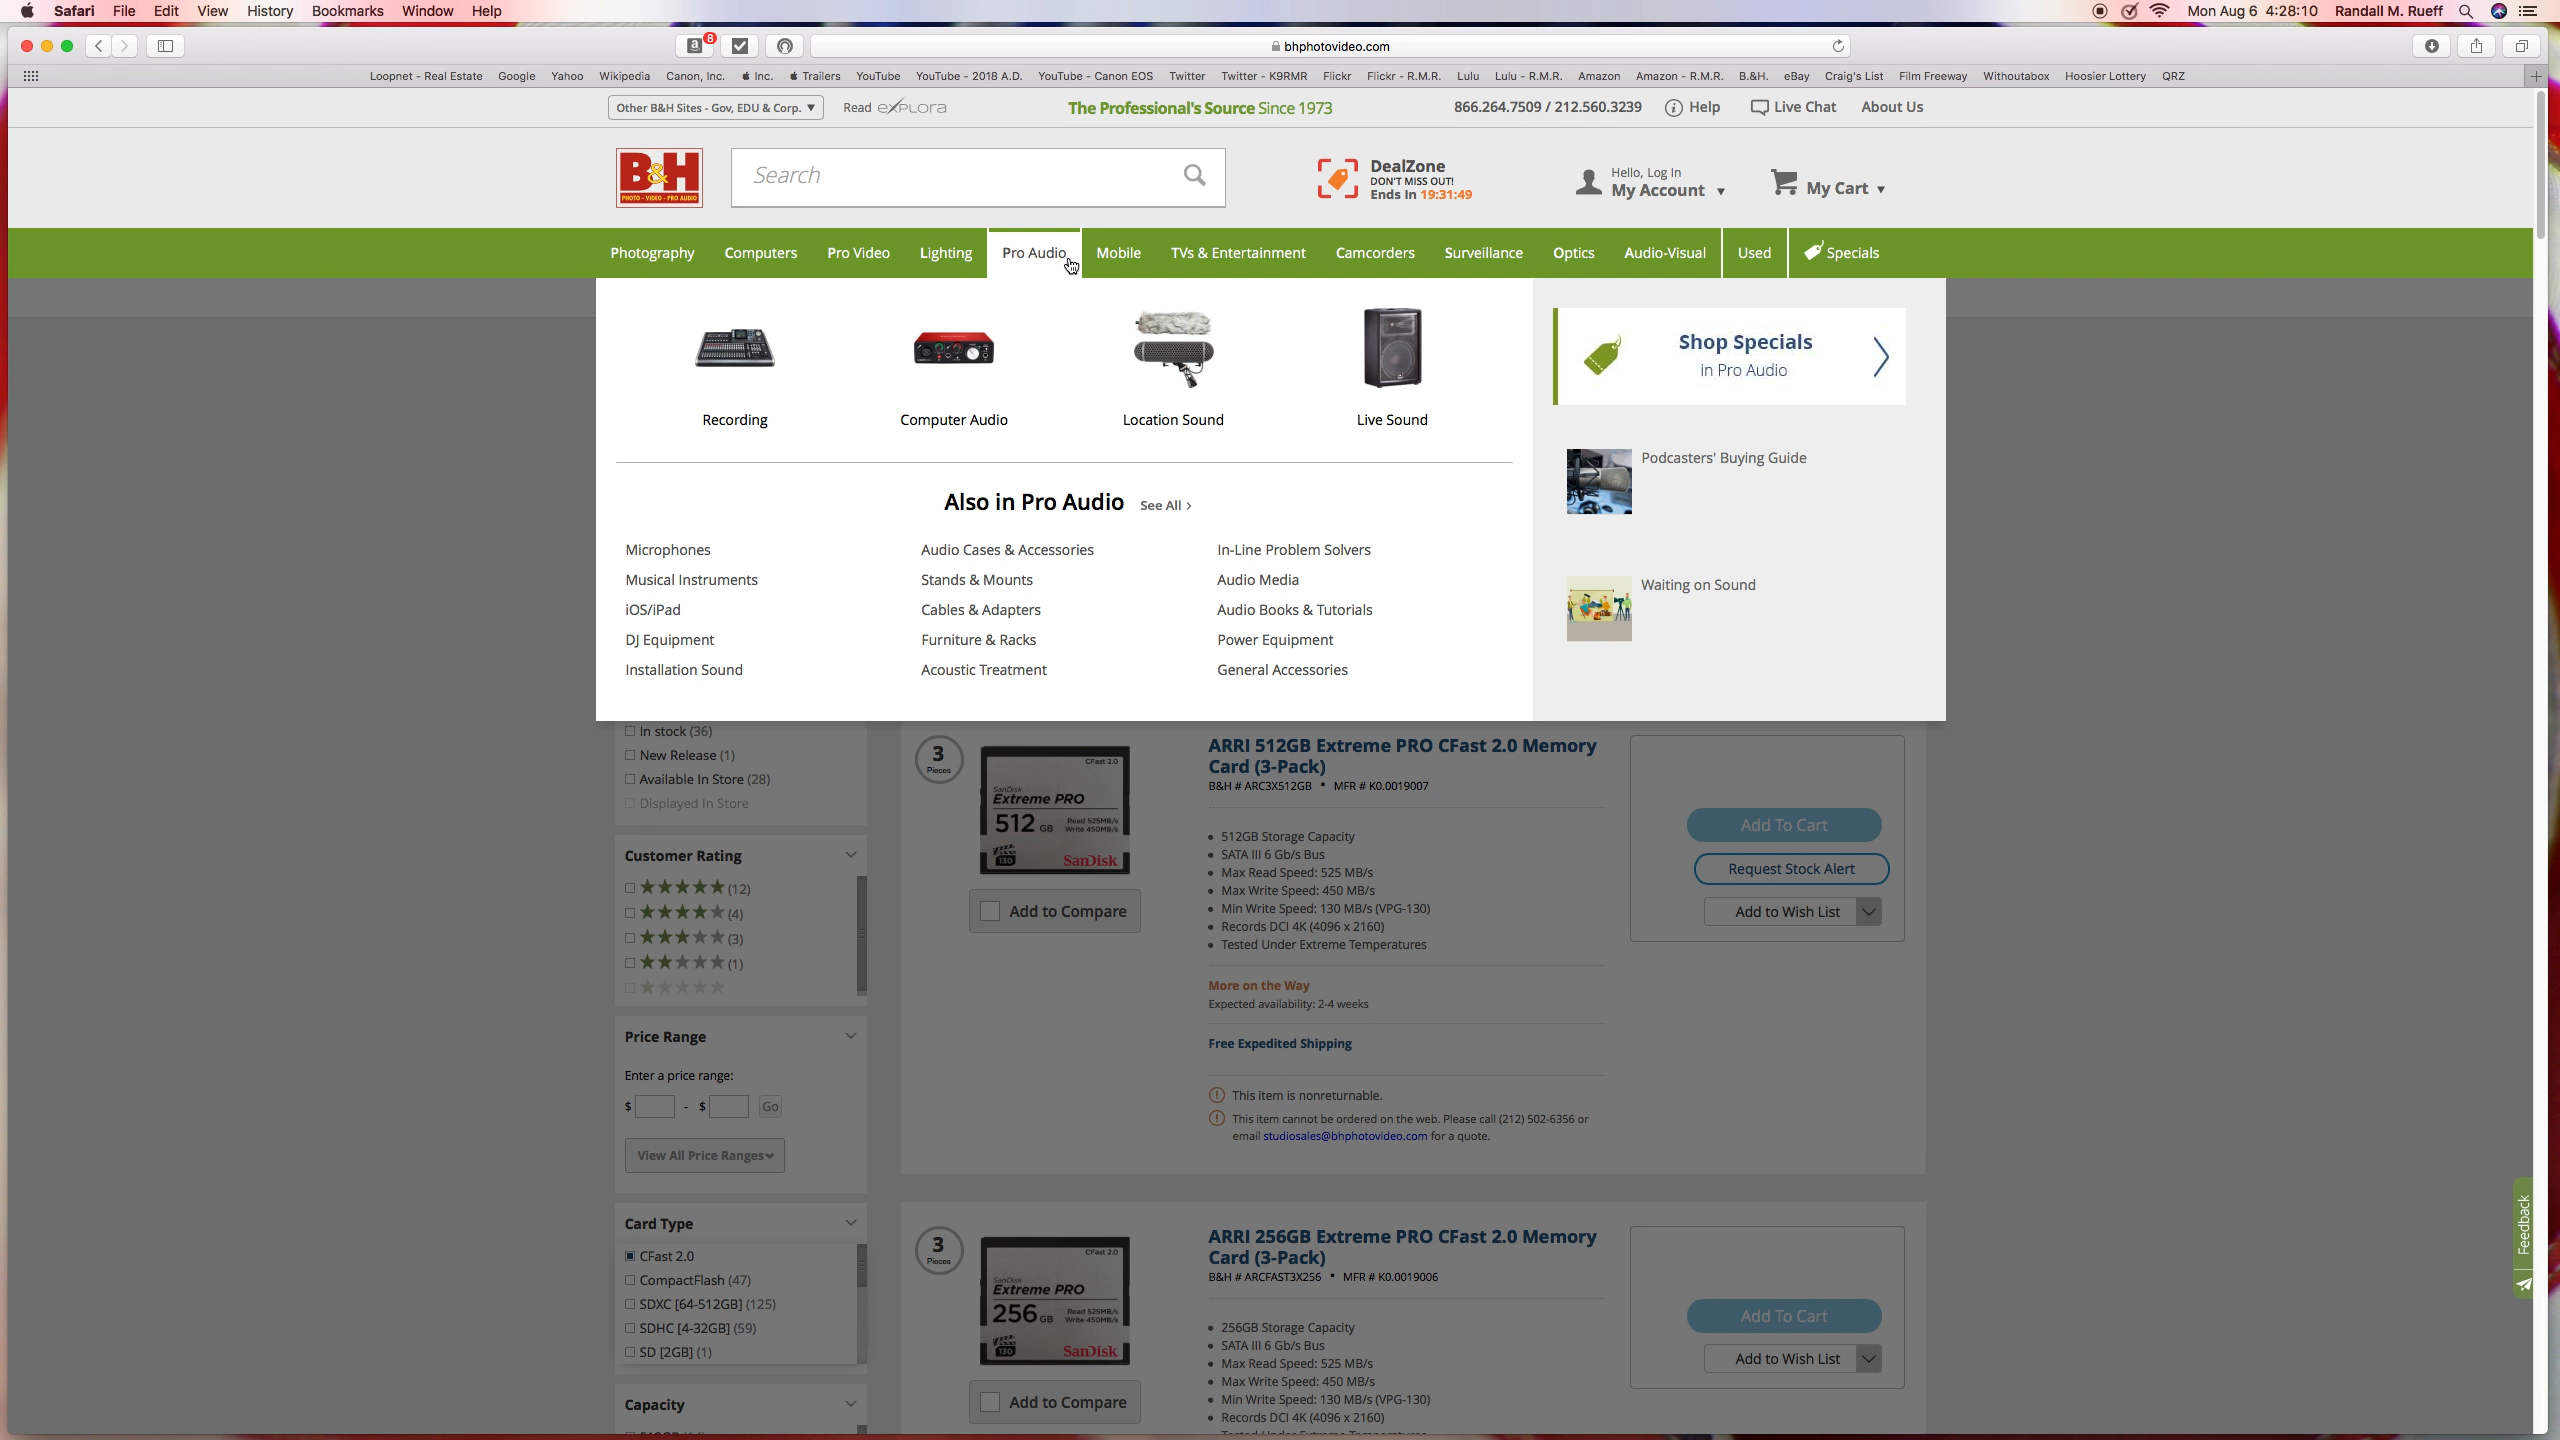 Safari File Edit View History Bookmarks Window Help Mon Aug 6 4:28:10 Randall M. Rueff
8
bhphotovideo.com
Loopnet - Real Estate Google Yahoo Wikipedia Canon, Inc. Inc. Trailers YouTube YouTube - 2018 A.D. YouTube - Canon EOS Twitter Twitter - K9RMR Flickr Flickr - R.M.R. Lulu Lulu - R.M.R. Amazon Amazon - R.M.R. B.&H. eBay Craig's List Film Freeway Withoutabox Hoosier Lottery QRZ
Other B&H Sites - Gov, EDU & Corp. ▼ Read eXPLORA The Professional's Source Since 1973 866.264.7509 / 212.560.3239 Help Live Chat About Us
B&H
PHOTO - VIDEO - PRO AUDIO
Search
DealZone
DON'T MISS OUT!
Ends In 19:31:49
Hello, Log In
My Account ▼
My Cart ▼
Photography Computers Pro Video Lighting Pro Audio Mobile TVs & Entertainment Camcorders Surveillance Optics Audio-Visual Used Specials
Recording Computer Audio Location Sound Live Sound
Shop Specials
in Pro Audio
Podcasters' Buying Guide
Waiting on Sound
Also in Pro Audio See All ›
Microphones Audio Cases & Accessories In-Line Problem Solvers
Musical Instruments Stands & Mounts Audio Media
iOS/iPad Cables & Adapters Audio Books & Tutorials
DJ Equipment Furniture & Racks Power Equipment
Installation Sound Acoustic Treatment General Accessories
In stock (36)
New Release (1)
Available In Store (28)
Displayed In Store
Customer Rating
(12)
(4)
(3)
(1)
Price Range
Enter a price range:
$ - $ Go
View All Price Ranges
Card Type
CFast 2.0
CompactFlash (47)
SDXC [64-512GB] (125)
SDHC [4-32GB] (59)
SD [2GB] (1)
Capacity
3
Pieces
CFast 2.0
SanDisk
Extreme PRO
512 GB Read 525MB/s
Write 450MB/s
130 SanDisk
Add to Compare
ARRI 512GB Extreme PRO CFast 2.0 Memory
Card (3-Pack)
B&H # ARC3X512GB • MFR # K0.0019007
• 512GB Storage Capacity
• SATA III 6 Gb/s Bus
• Max Read Speed: 525 MB/s
• Max Write Speed: 450 MB/s
• Min Write Speed: 130 MB/s (VPG-130)
• Records DCI 4K (4096 x 2160)
• Tested Under Extreme Temperatures
More on the Way
Expected availability: 2-4 weeks
Free Expedited Shipping
This item is nonreturnable.
This item cannot be ordered on the web. Please call (212) 502-6356 or
email studiosales@bhphotovideo.com for a quote.
Add To Cart
Request Stock Alert
Add to Wish List
3
Pieces
CFast 2.0
SanDisk
Extreme PRO
256 GB Read 525MB/s
Write 450MB/s
130 SanDisk
Add to Compare
ARRI 256GB Extreme PRO CFast 2.0 Memory
Card (3-Pack)
B&H # ARCFAST3X256 • MFR # K0.0019006
• 256GB Storage Capacity
• SATA III 6 Gb/s Bus
• Max Read Speed: 525 MB/s
• Max Write Speed: 450 MB/s
• Min Write Speed: 130 MB/s (VPG-130)
• Records DCI 4K (4096 x 2160)
Add To Cart
Add to Wish List
Feedback